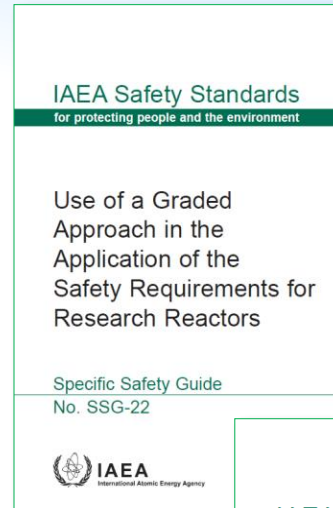 IAEA Safety Standards
for protecting people and the environment
Use of a Graded
Approach in the
Application of the
Safety Requirements for
Research Reactors
Specific Safety Guide
No. SSG-22
IAEA
International Atomic Energy Agency